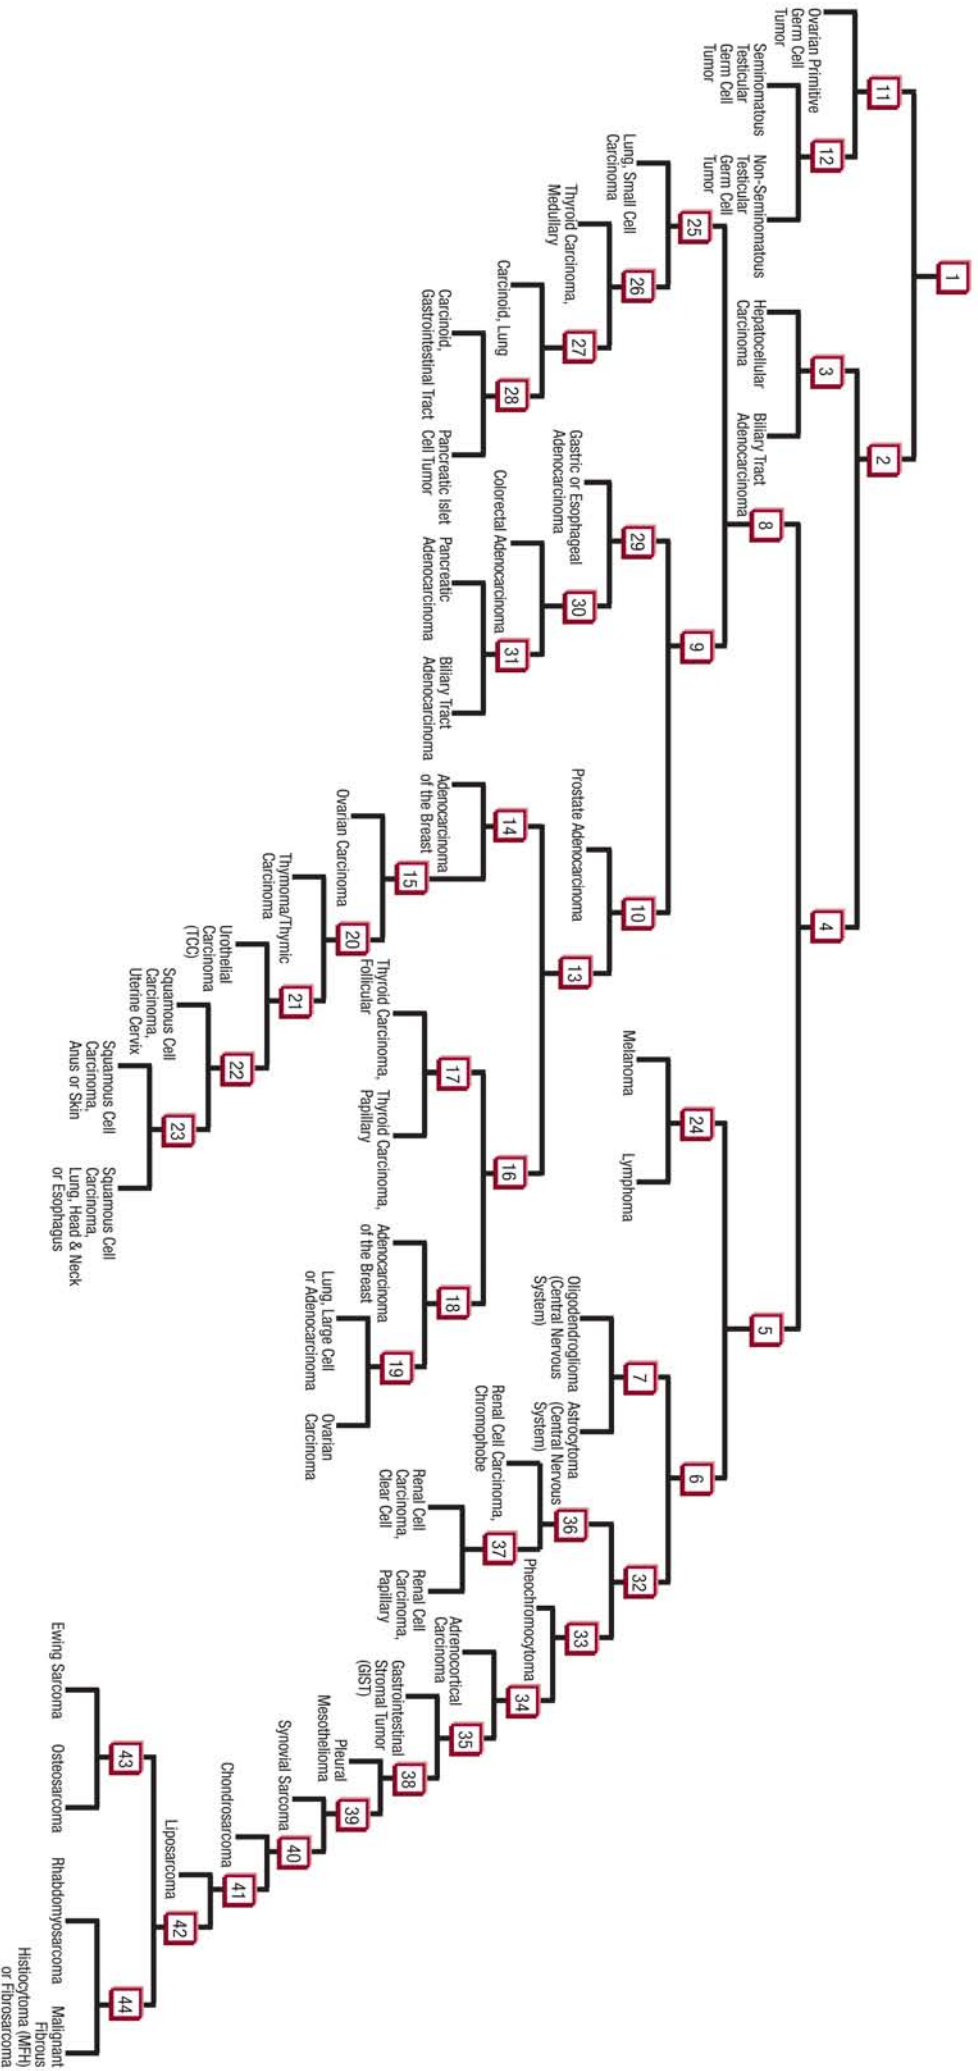 1
11
2
Ovarian Primitive
Germ Cell
Tumor
12
3
4
Seminomatous
Testicular
Germ Cell
Tumor
Non-Seminomatous
Testicular
Germ Cell
Tumor
Hepatocellular
Carcinoma
Biliary Tract
Adenocarcinoma
8
5
25
9
24
6
Lung, Small Cell
Carcinoma
26
29
10
Melanoma
Lymphoma
7
32
Thyroid Carcinoma,
Medullary
27
Gastric or Esophageal
Adenocarcinoma
30
Prostate Adenocarcinoma
13
Oligodendroglioma
(Central Nervous
System)
Astrocytoma
(Central Nervous
System)
36
33
Carcinoid, Lung
28
Colorectal Adenocarcinoma
31
14
16
Renal Cell Carcinoma,
Chromophobe
37
Pheochromocytoma
34
Carcinoid,
Gastrointestinal Tract
Pancreatic Islet
Cell Tumor
Pancreatic
Adenocarcinoma
Biliary Tract
Adenocarcinoma
Adenocarcinoma
of the Breast
15
17
18
Renal Cell
Carcinoma,
Clear Cell
Renal Cell
Carcinoma,
Papillary
Adrenocortical
Carcinoma
35
Ovarian Carcinoma
20
Thyroid Carcinoma,
Follicular
Thyroid Carcinoma,
Papillary
Adenocarcinoma
of the Breast
19
Gastrointestinal
Stromal Tumor
(GIST)
38
Thymoma/Thymic
Carcinoma
21
Lung, Large Cell
or Adenocarcinoma
Ovarian
Carcinoma
Pleural
Mesothelioma
39
Urothelial
Carcinoma
(TCC)
22
Synovial Sarcoma
40
Squamous Cell
Carcinoma,
Uterine Cervix
23
Chondrosarcoma
41
Squamous Cell
Carcinoma,
Anus or Skin
Squamous Cell
Carcinoma,
Lung, Head & Neck
or Esophagus
Liposarcoma
42
43
44
Ewing Sarcoma
Osteosarcoma
Rhabdomyosarcoma
Malignant
Fibrous
Histiocytoma (MFH)
or Fibrosarcoma